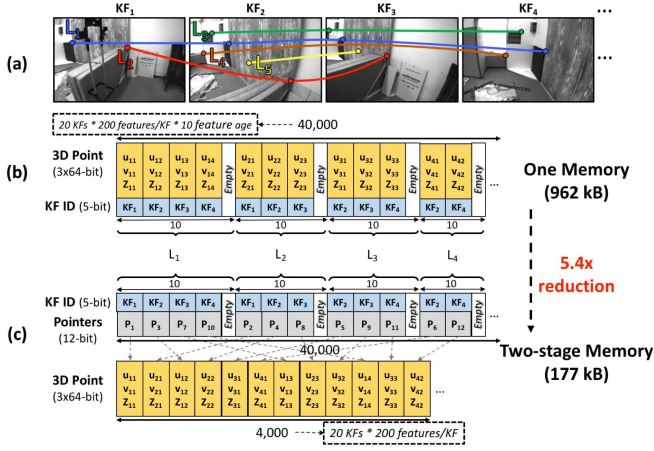 KF1 KF2 KF3 KF4 ...
L1 L2 L3 L4 L5
(a) ...
20 KFs * 200 features/KF * 10 feature age
40,000
(b)
3D Point
(3x64-bit)
u11 u12 u13 u14 u21 u22 u23 u31 u32 u33 u41 u42
v11 v12 v13 v14 v21 v22 v23 v31 v32 v33 v41 v42
Z11 Z12 Z13 Z14 Z21 Z22 Z23 Z31 Z32 Z33 Z41 Z42
Empty Empty Empty Empty ...
KF ID (5-bit)
KF1 KF2 KF3 KF4 KF1 KF2 KF3 KF2 KF3 KF4 KF2 KF4
10 10 10 10
L1 L2 L3 L4
One Memory
(962 kB)
5.4x
reduction
Two-stage Memory
(177 kB)
10 10 10 10
(c)
KF ID (5-bit)
KF1 KF2 KF3 KF4 KF1 KF2 KF3 KF2 KF3 KF4 KF2 KF4
Pointers
(12-bit)
P1 P3 P7 P10 P2 P4 P8 P5 P9 P11 P6 P12
Empty Empty Empty Empty ...
40,000
3D Point
(3x64-bit)
u11 u21 u12 u22 u31 u41 u13 u23 u32 u14 u33 u42
v11 v21 v12 v22 v31 v41 v13 v23 v32 v14 v33 v42
Z11 Z21 Z12 Z22 Z31 Z41 Z13 Z23 Z32 Z14 Z33 Z42
...
4,000
20 KFs * 200 features/KF